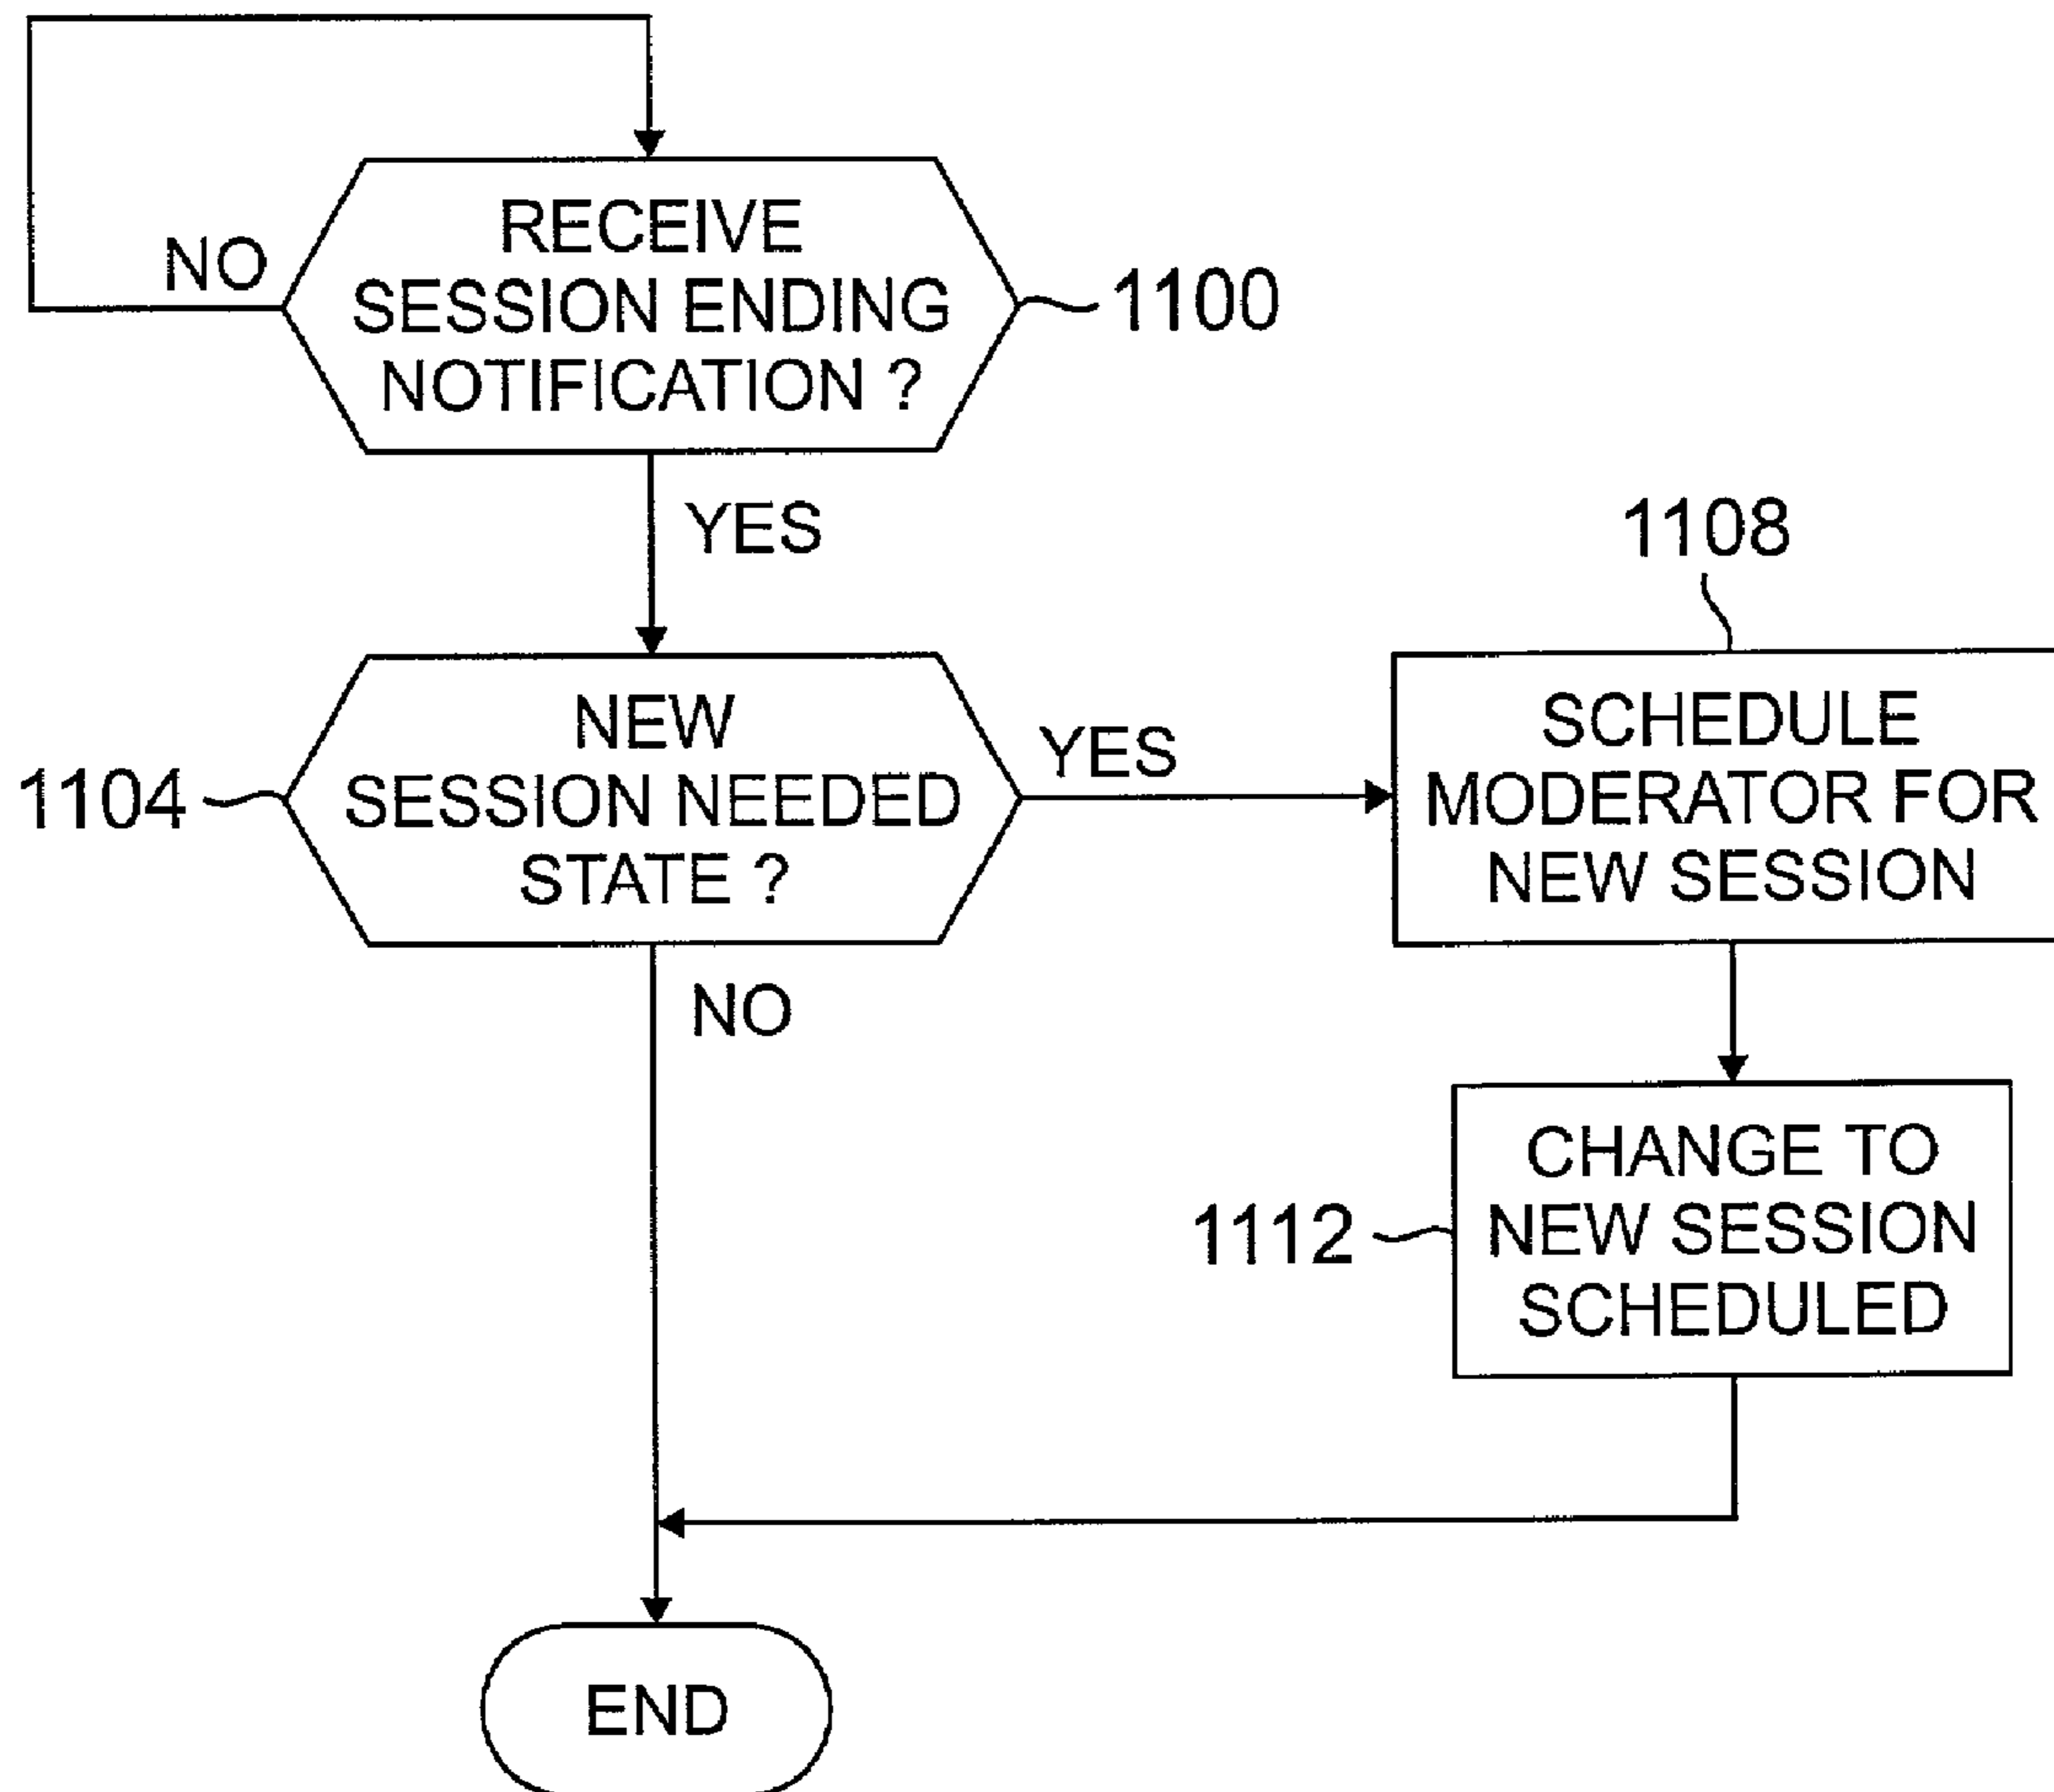 RECEIVE
SESSION ENDING
NOTIFICATION ?
1100
NO
YES
NEW
SESSION NEEDED
STATE ?
1104
YES
NO
1108
SCHEDULE
MODERATOR FOR
NEW SESSION
1112
CHANGE TO
NEW SESSION
SCHEDULED
END